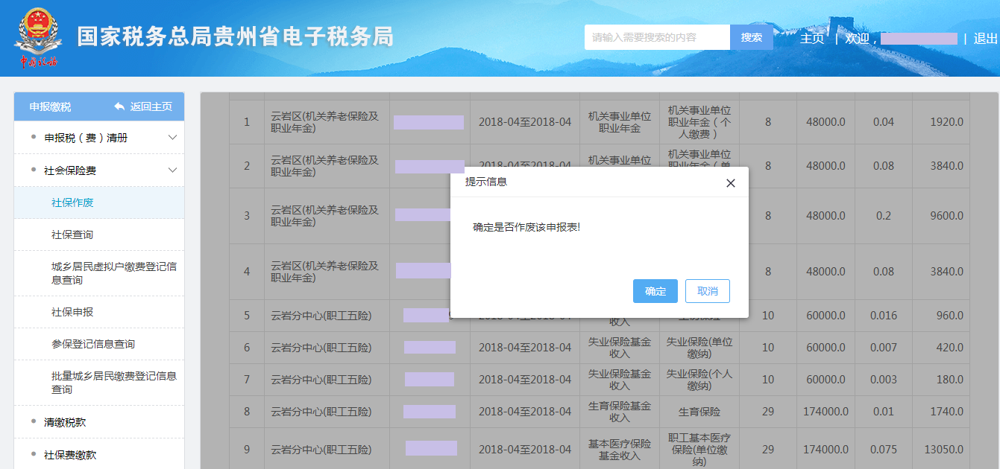 国家税务总局贵州省电子税务局
中国税务
请输入需要搜索的内容
搜索
主页 | 欢迎， | 退出
申报缴税 返回主页
申报税（费）清册
社会保险费
社保作废
社保查询
城乡居民虚拟户缴费登记信
息查询
社保申报
参保登记信息查询
批量城乡居民缴费登记信息
查询
清缴税款
社保费缴款
1 云岩区(机关养老保险及职业年金) 2018-04至2018-04 机关事业单位职业年金 机关事业单位职业年金（个人缴费） 8 48000.0 0.04 1920.0
2 云岩区(机关养老保险及职业年金) 2018-04至2018-04 机关事业单位 机关事业单位职业年金（单 8 48000.0 0.08 3840.0
3 云岩区(机关养老保险及职业年金) 8 48000.0 0.2 9600.0
4 云岩区(机关养老保险及职业年金) 8 48000.0 0.08 3840.0
5 云岩分中心(职工五险) 2018-04至2018-04 收入 10 60000.0 0.016 960.0
6 云岩分中心(职工五险) 2018-04至2018-04 失业保险基金收入 失业保险(单位缴纳) 10 60000.0 0.007 420.0
7 云岩分中心(职工五险) 2018-04至2018-04 失业保险基金收入 失业保险(个人缴纳) 10 60000.0 0.003 180.0
8 云岩分中心(职工五险) 2018-04至2018-04 生育保险基金收入 生育保险 29 174000.0 0.01 1740.0
9 云岩分中心(职工五险) 2018-04至2018-04 基本医疗保险基金收入 职工基本医疗保险(单位缴纳) 29 174000.0 0.075 13050.0
提示信息
确定是否作废该申报表!
确定 取消